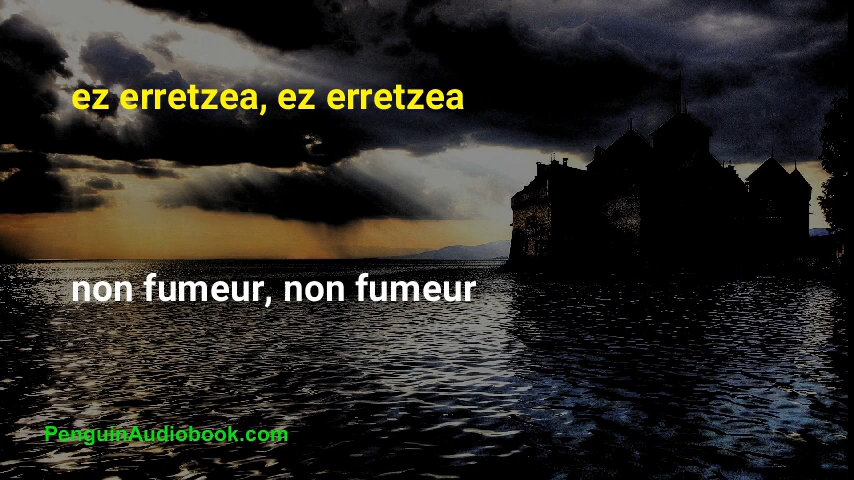 ez erretzea, ez erretzea
non fumeur, non fumeur
PenguinAudiobook.com